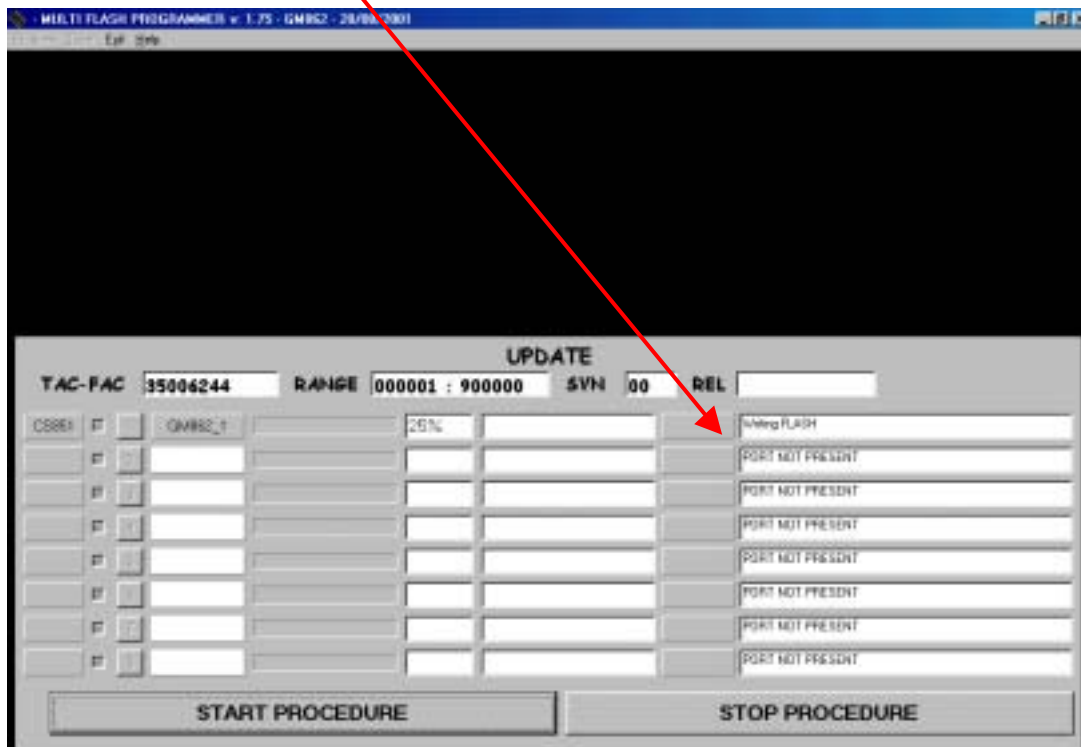 - MULTI FLASH PROGRAMMER v: 1.75 - GM862 - 20/09/2001
Exit Help
UPDATE
TAC-FAC 35006244 RANGE 000001 : 900000 SVN 00 REL
GM862_1 25% Writing FLASH
PORT NOT PRESENT
PORT NOT PRESENT
PORT NOT PRESENT
PORT NOT PRESENT
PORT NOT PRESENT
PORT NOT PRESENT
PORT NOT PRESENT
START PROCEDURE STOP PROCEDURE